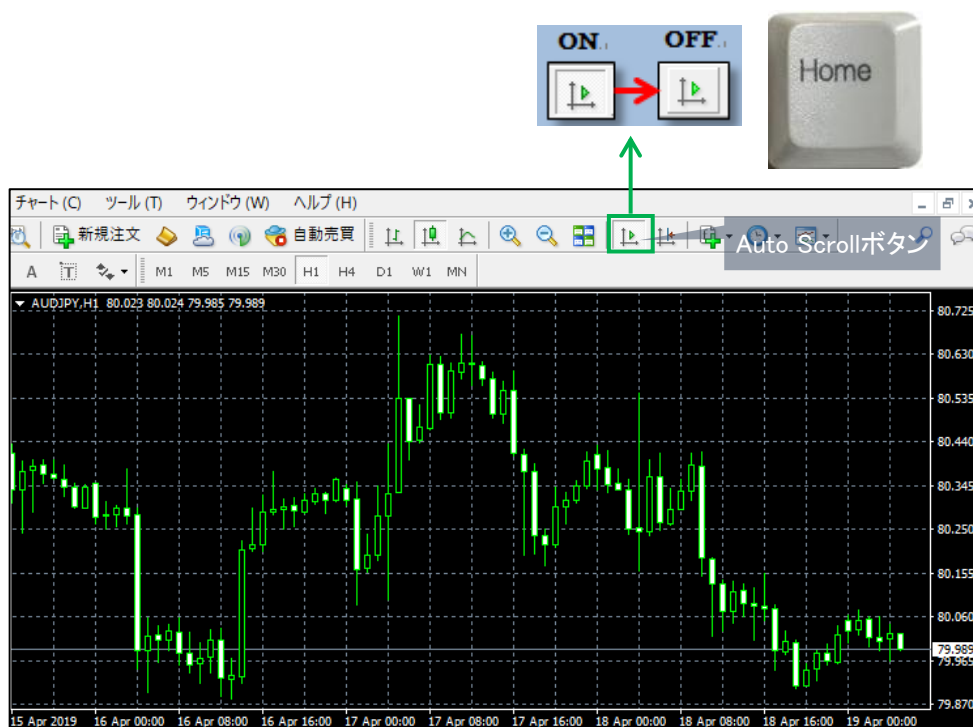 ON OFF
Home
チャート (C) ツール (T) ウィンドウ (W) ヘルプ (H)
新規注文 自動売買
Auto Scrollボタン
A T M1 M5 M15 M30 H1 H4 D1 W1 MN
AUDJPY,H1 80.023 80.024 79.985 79.989
80.725
80.630
80.535
80.440
80.345
80.250
80.155
80.060
79.989
79.965
79.870
15 Apr 2019 16 Apr 00:00 16 Apr 08:00 16 Apr 16:00 17 Apr 00:00 17 Apr 08:00 17 Apr 16:00 18 Apr 00:00 18 Apr 08:00 18 Apr 16:00 19 Apr 00:00